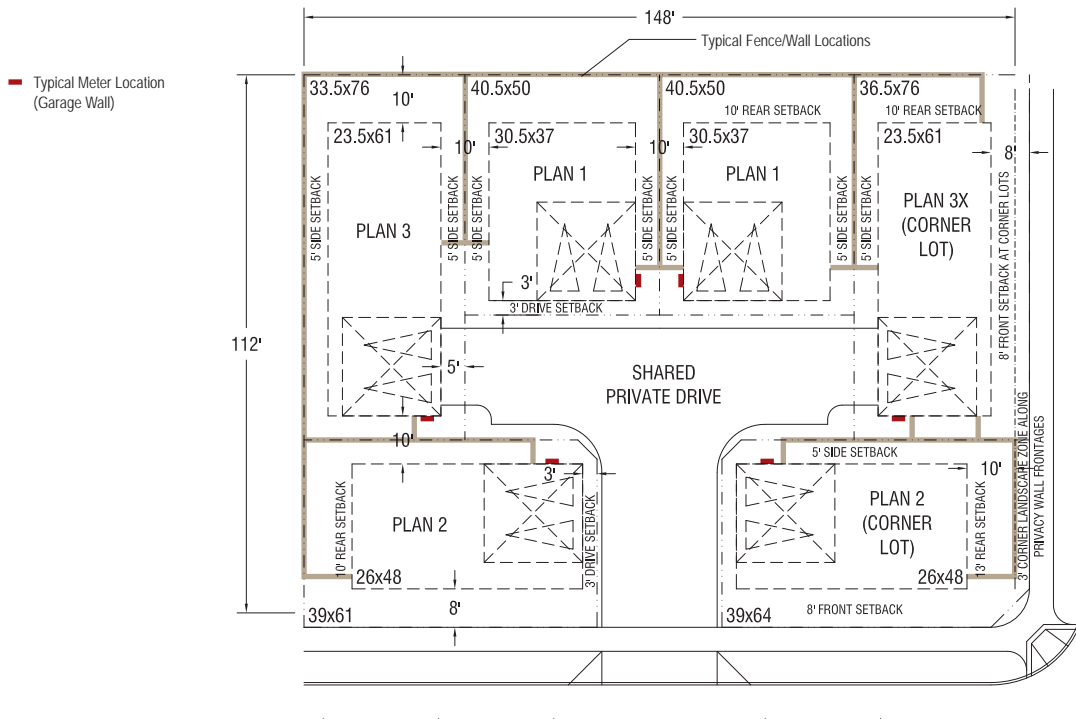 148'
Typical Fence/Wall Locations
Typical Meter Location
(Garage Wall)
33.5x76
40.5x50
40.5x50
36.5x76
10'
10' REAR SETBACK
10' REAR SETBACK
23.5x61
30.5x37
30.5x37
23.5x61
10'
10'
8'
PLAN 1
PLAN 1
PLAN 3
PLAN 3X
(CORNER
LOT)
5' SIDE SETBACK
5' SIDE SETBACK
5' SIDE SETBACK
5' SIDE SETBACK
5' SIDE SETBACK
5' SIDE SETBACK
5' SIDE SETBACK
8' FRONT SETBACK AT CORNER LOTS
3'
3' DRIVE SETBACK
112'
5'
SHARED
PRIVATE DRIVE
10'
5' SIDE SETBACK
3'
10'
PLAN 2
PLAN 2
(CORNER
LOT)
10' REAR SETBACK
3' DRIVE SETBACK
13' REAR SETBACK
3' CORNER LANDSCAPE ZONE ALONG
PRIVACY WALL FRONTAGES
26x48
26x48
8'
39x61
39x64
8' FRONT SETBACK